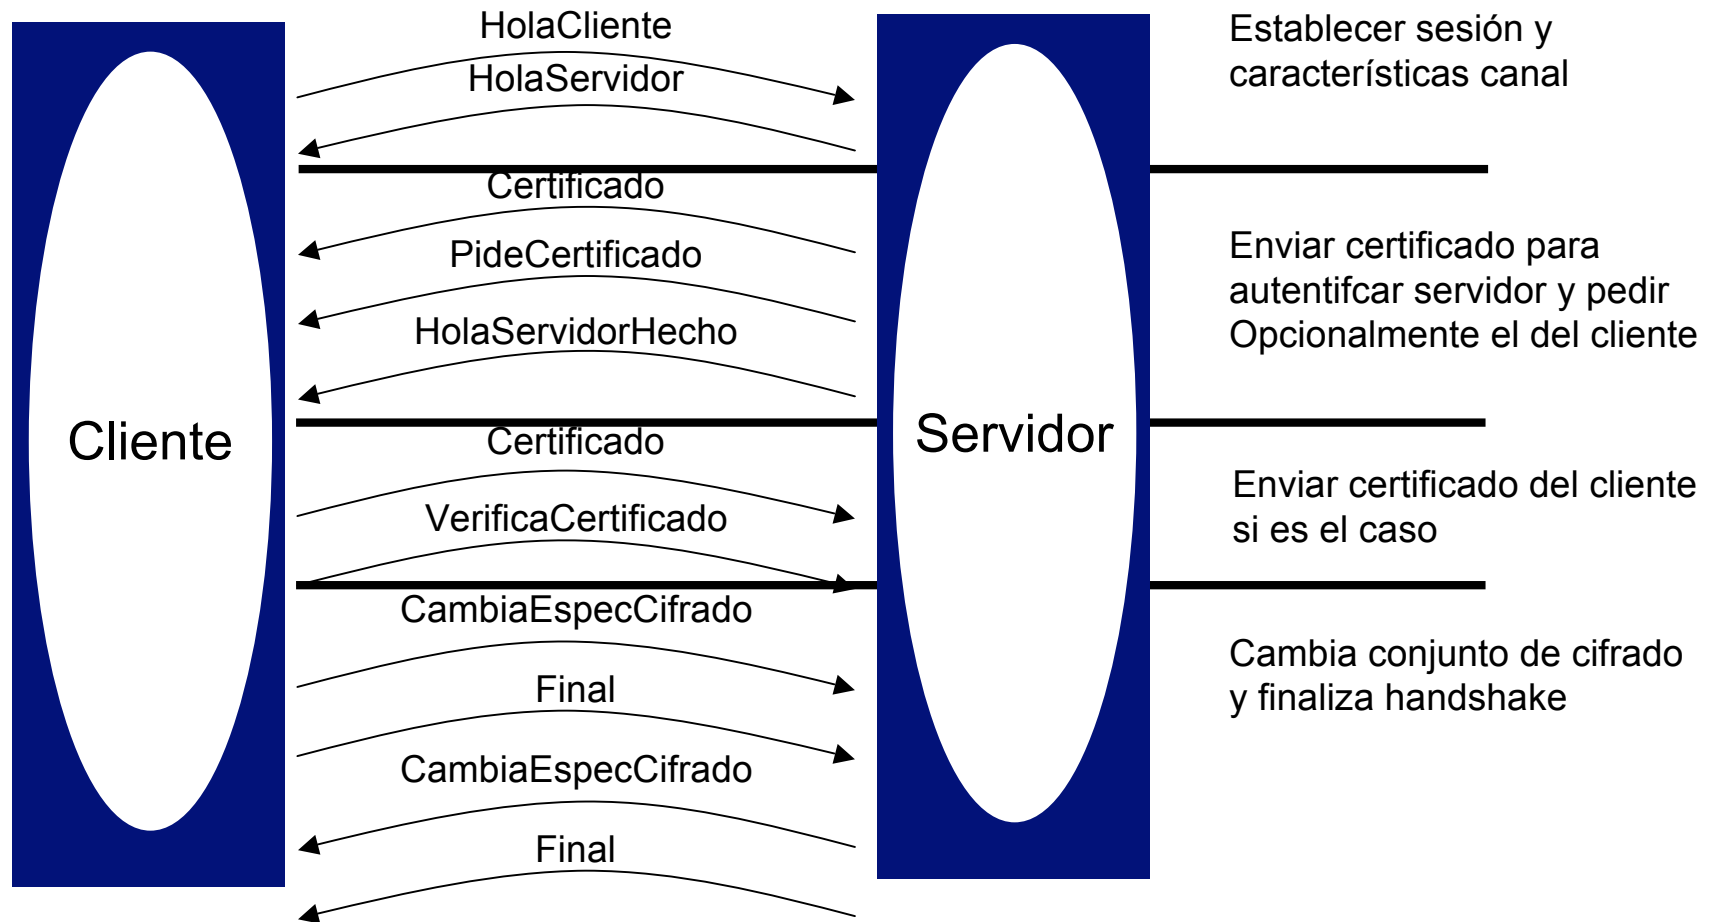 HolaCliente
HolaServidor
Establecer sesión y
características canal
Certificado
PideCertificado
HolaServidorHecho
Enviar certificado para
autentifcar servidor y pedir
Opcionalmente el del cliente
Cliente
Servidor
Certificado
VerificaCertificado
Enviar certificado del cliente
si es el caso
CambiaEspecCifrado
Final
CambiaEspecCifrado
Final
Cambia conjunto de cifrado
y finaliza handshake